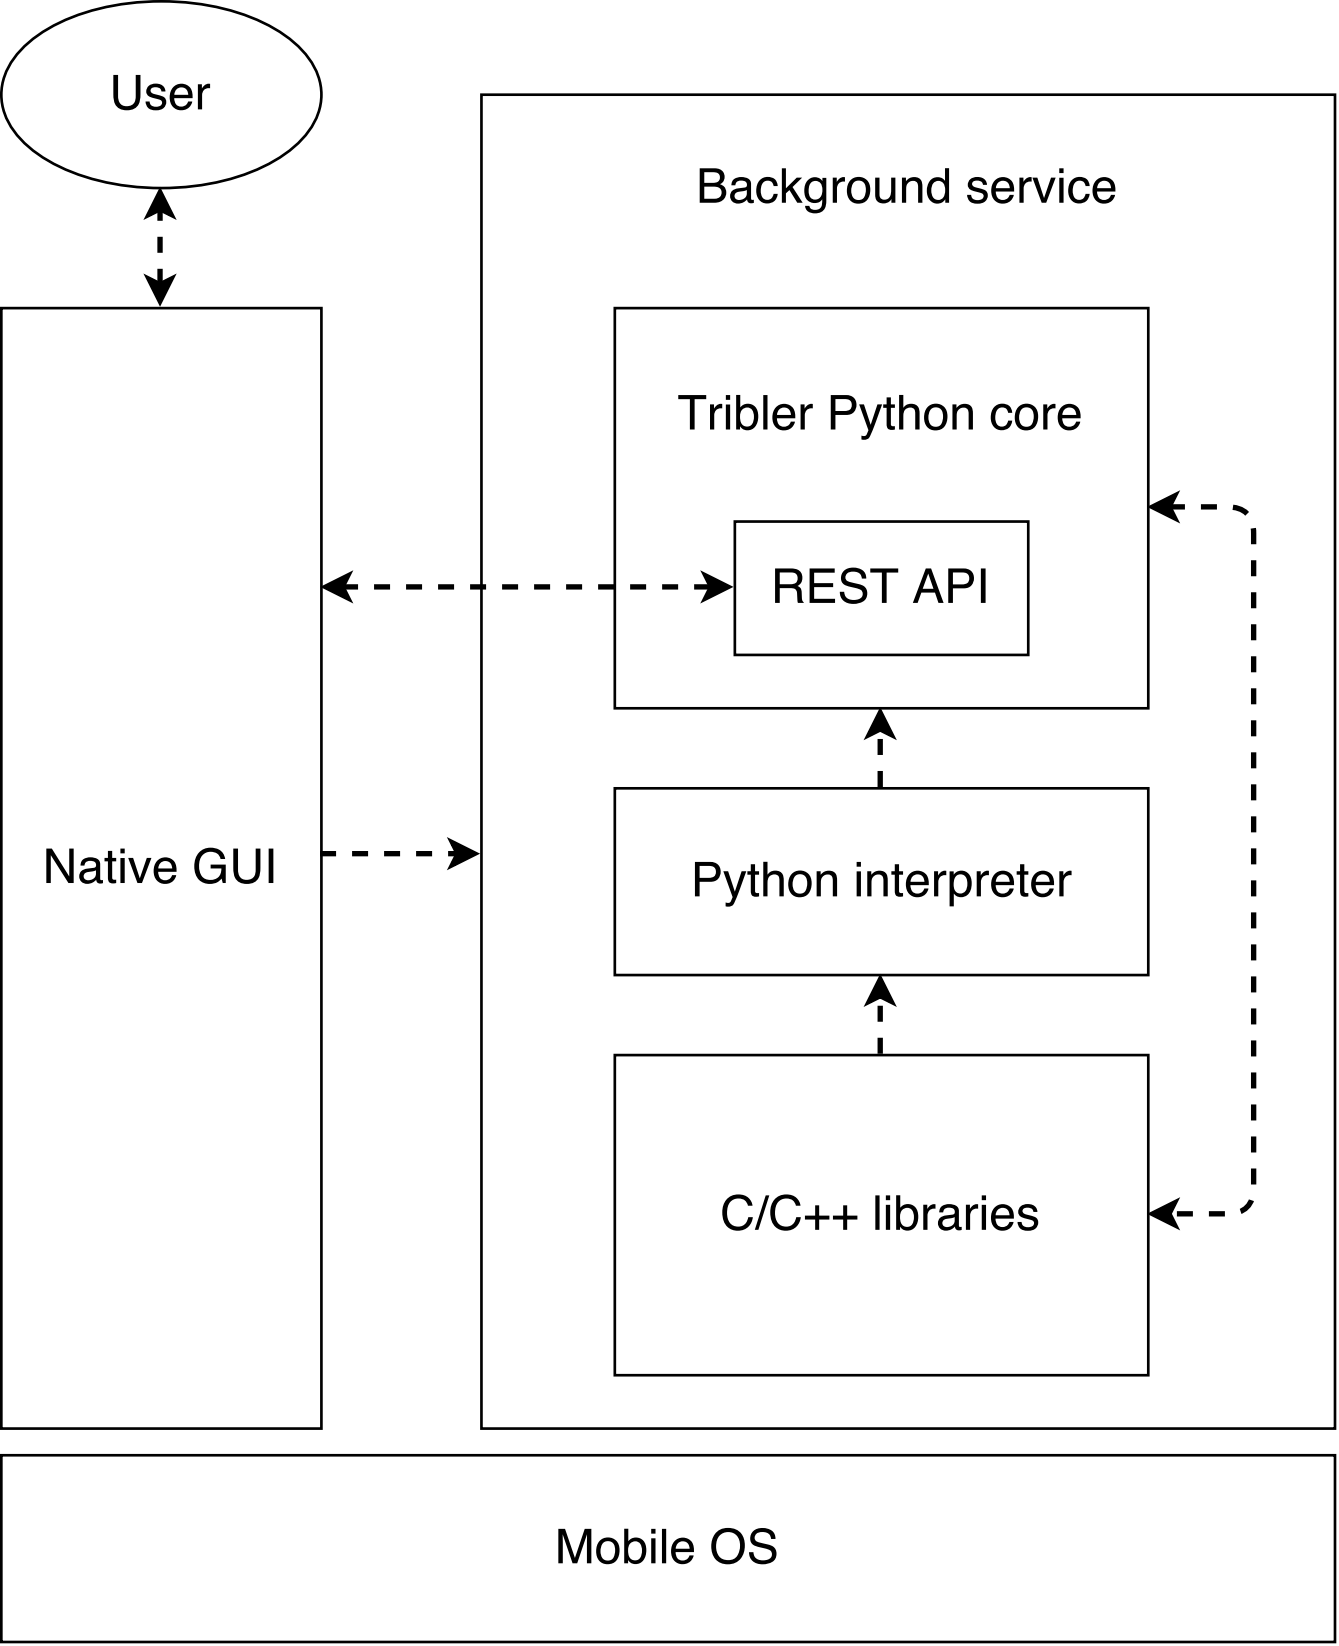 User
Background service
Tribler Python core
REST API
Native GUI
Python interpreter
C/C++ libraries
Mobile OS